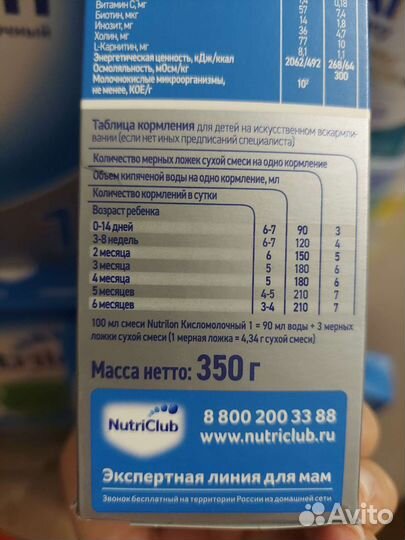 Витамин С, мг
Биотин, мкг 0,18
Инозит, мг 57 7,4
Холин, мг 14 1,8
L-Карнитин, мг 36 4,7
77 10
8,1 1,1
Энергетическая ценность, кДж/ккал 2062/492 268/64
Осмоляльность, мОсм/кг 300
Молочнокислые микроорганизмы, 10⁷
не менее, КОЕ/г
Таблица кормления для детей на искусственном вскармли-
вании (если нет иных предписаний специалиста)
Количество мерных ложек сухой смеси на одно кормление
Объем кипяченой воды на одно кормление, мл
Количество кормлений в сутки
Возраст ребенка
0-14 дней 6-7 90 3
3-8 недель 6-7 120 4
2 месяца 6 150 5
3 месяца 5 180 6
4 месяца 5 180 6
5 месяцев 4-5 210 7
6 месяцев 3-4 210 7
100 мл смеси Nutrilon Кисломолочный 1 = 90 мл воды + 3 мерных
ложки сухой смеси (1 мерная ложка = 4,34 г сухой смеси)
Масса нетто: 350 г
NutriClub
8 800 200 33 88
www.nutriclub.ru
Экспертная линия для мам
Звонок бесплатный на территории России из домашней сети
Avito